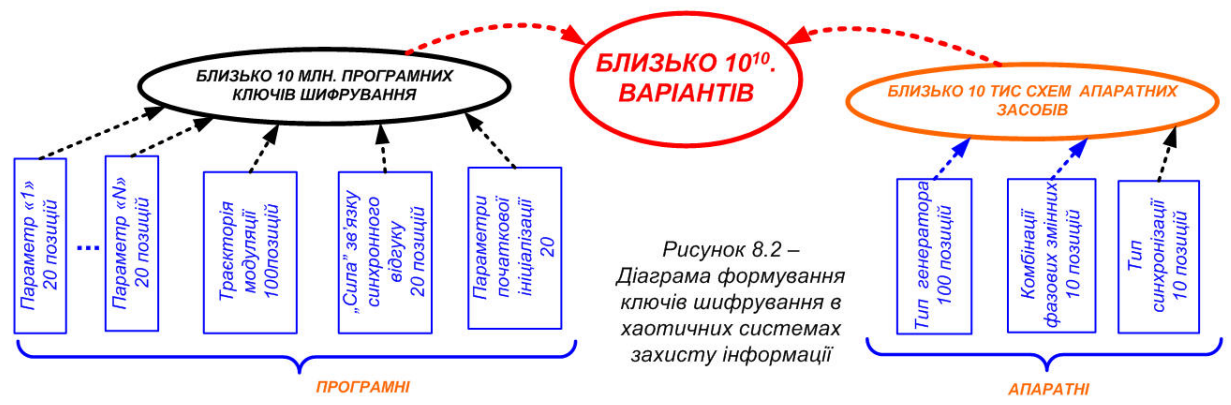 БЛИЗЬКО 10 МЛН. ПРОГРАМНИХ
КЛЮЧІВ ШИФРУВАННЯ
БЛИЗЬКО 10¹⁰.
ВАРІАНТІВ
БЛИЗЬКО 10 ТИС СХЕМ АПАРАТНИХ
ЗАСОБІВ
Параметр «1»
20 позицій
...
Параметр «N»
20 позицій
Траєкторія
модуляції
100позицій
„Сила” зв’язку
синхронного
відгуку
20 позицій
Параметри
початкової
ініціалізації
20
Рисунок 8.2 –
Діаграма формування
ключів шифрування в
хаотичних системах
захисту інформації
Тип генератора
100 позицій
Комбінації
фазових змінних
10 позицій
Тип
синхронізації
10 позицій
ПРОГРАМНІ
АПАРАТНІ